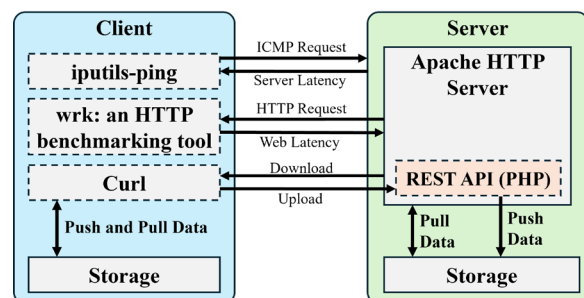 Client
Server
iputils-ping
ICMP Request
Server Latency
Apache HTTP
Server
wrk: an HTTP
benchmarking tool
HTTP Request
Web Latency
Curl
Download
Upload
REST API (PHP)
Push and Pull Data
Pull
Data
Push
Data
Storage
Storage